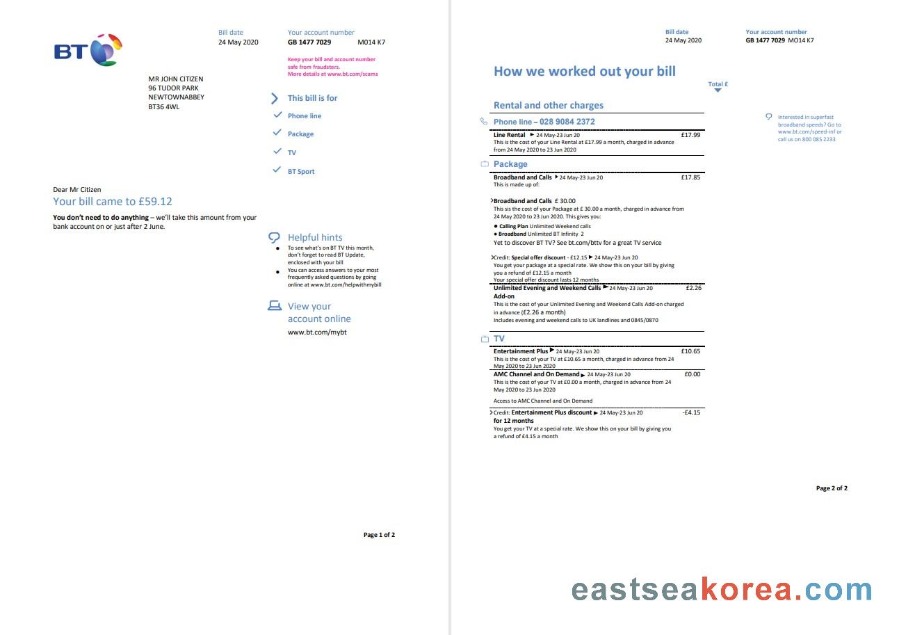 BT
Bill date
24 May 2020
Your account number
GB 1477 7029 M014 K7
Keep your bill and account number
safe from fraudsters.
More details at www.bt.com/scams
MR JOHN CITIZEN
96 TUDOR PARK
NEWTOWNABBEY
BT36 4WL
This bill is for
Phone line
Package
TV
BT Sport
Dear Mr Citizen
Your bill came to £59.12
You don't need to do anything – we'll take this amount from your
bank account on or just after 2 June.
Helpful hints
To see what's on BT TV this month,
don't forget to read BT Update,
enclosed with your bill
You can access answers to your most
frequently asked questions by going
online at www.bt.com/helpwithmybill
View your
account online
www.bt.com/mybt
Page 1 of 2
Bill date
24 May 2020
Your account number
GB 1477 7029 M014 K7
How we worked out your bill
Total £
Rental and other charges
Phone line – 028 9084 2372
Line Rental 24 May-23 Jun 20 £17.99
This is the cost of your Line Rental at £17.99 a month, charged in advance
from 24 May 2020 to 23 Jun 2020
Interested in superfast
broadband speeds? Go to
www.bt.com/speed-inf or
call us on 800 085 2233
Package
Broadband and Calls 24 May-23 Jun 20 £17.85
This is made up of:
Broadband and Calls £ 30.00
This us the cost of your Package at £ 30.00 a month, charged in advance from
24 May 2020 to 23 Jun 2020. This gives you:
Calling Plan Unlimited Weekend calls
Broadband Unlimited BT Infinity 2
Yet to discover BT TV? See bt.com/bttv for a great TV service
Credit: Special offer discount - £12.15 24 May-23 Jun 20
You get your package at a special rate. We show this on your bill by giving
you a refund of £12.15 a month
Your special offer discount lasts 12 months
Unlimited Evening and Weekend Calls 24 May-23 Jun 20 £2.26
Add-on
This is the cost of your Unlimited Evening and Weekend Calls Add-on charged
in advance (£2.26 a month)
Includes evening and weekend calls to UK landlines and 0845/0870
TV
Entertainment Plus 24 May-23 Jun 20 £10.65
This is the cost of your TV at £10.65 a month, charged in advance from 24
May 2020 to 23 Jun 2020
AMC Channel and On Demand 24 May-23 Jun 20 £0.00
This is the cost of your TV at £0.00 a month, charged in advance from 24
May 2020 to 23 Jun 2020
Access to AMC Channel and On Demand
Credit: Entertainment Plus discount 24 May-23 Jun 20 -£4.15
for 12 months
You get your TV at a special rate. We show this on your bill by giving you
a refund of £4.15 a month
Page 2 of 2
eastseakorea.com